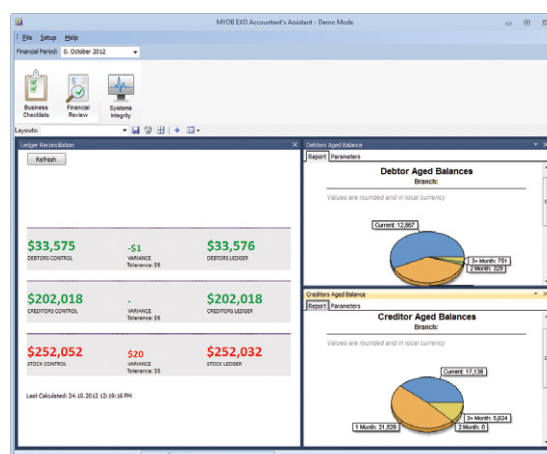 MYOB EXO Accountant's Assistant - Demo Mode
File Setup Help
Financial Period: 0. October 2012
Business Checklists
Financial Review
Systems Integrity
Layouts:
Ledger Reconciliation
Refresh
$33,575 -$1 $33,576
DEBTORS CONTROL VARIANCE DEBTORS LEDGER
Tolerance: $5
$202,018 - $202,018
CREDITORS CONTROL VARIANCE CREDITORS LEDGER
Tolerance: $5
$252,052 $20 $252,032
STOCK CONTROL VARIANCE STOCK LEDGER
Tolerance: $5
Last Calculated: 24.10.2012 12:19:16 PM
Debtors Aged Balance
Report Parameters
Debtor Aged Balances
Branch:
Values are rounded and in local currency
Current: 12,867
3+ Month: 751
2 Month: 329
Creditors Aged Balance
Report Parameters
Creditor Aged Balances
Branch:
Values are rounded and in local currency
Current: 17,138
3+ Month: 5,624
1 Month: 21,529
2 Month: 0